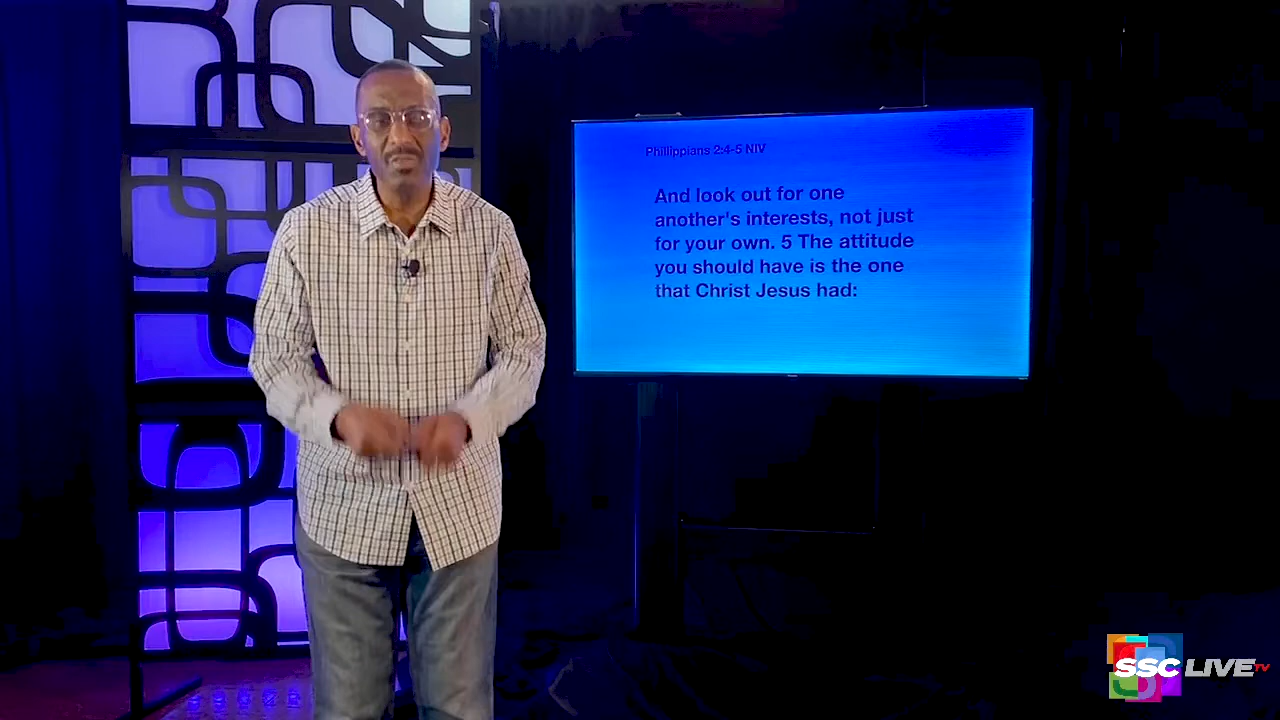 Phillippians 2:4-5 NIV
And look out for one
another's interests, not just
for your own. 5 The attitude
you should have is the one
that Christ Jesus had:
SSC LIVE TV